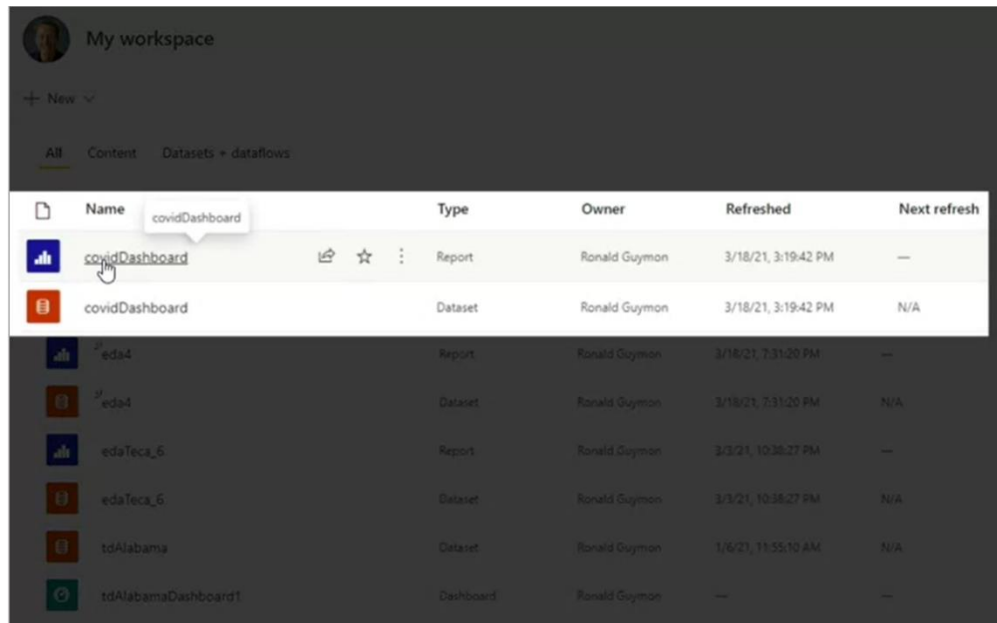 My workspace
+ New
All Content Datasets + dataflows
Name Type Owner Refreshed Next refresh
covidDashboard
covidDashboard Report Ronald Guymon 3/18/21, 3:19:42 PM —
covidDashboard Dataset Ronald Guymon 3/18/21, 3:19:42 PM N/A
eda4 Report Ronald Guymon 3/18/21, 7:31:20 PM —
eda4 Dataset Ronald Guymon 3/18/21, 7:31:20 PM N/A
edaTeca_6 Report Ronald Guymon 3/3/21, 10:38:27 PM —
edaTeca_6 Dataset Ronald Guymon 3/3/21, 10:38:27 PM N/A
tdAlabama Dataset Ronald Guymon 1/6/21, 11:55:10 AM N/A
tdAlabamaDashboard1 Dashboard Ronald Guymon — —